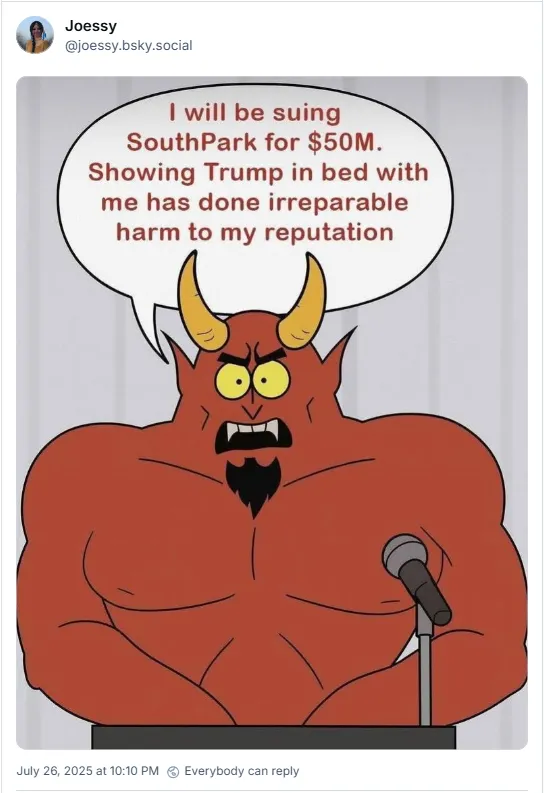 Joessy
@joessy.bsky.social
I will be suing
SouthPark for $50M.
Showing Trump in bed with
me has done irreparable
harm to my reputation
July 26, 2025 at 10:10 PM Everybody can reply